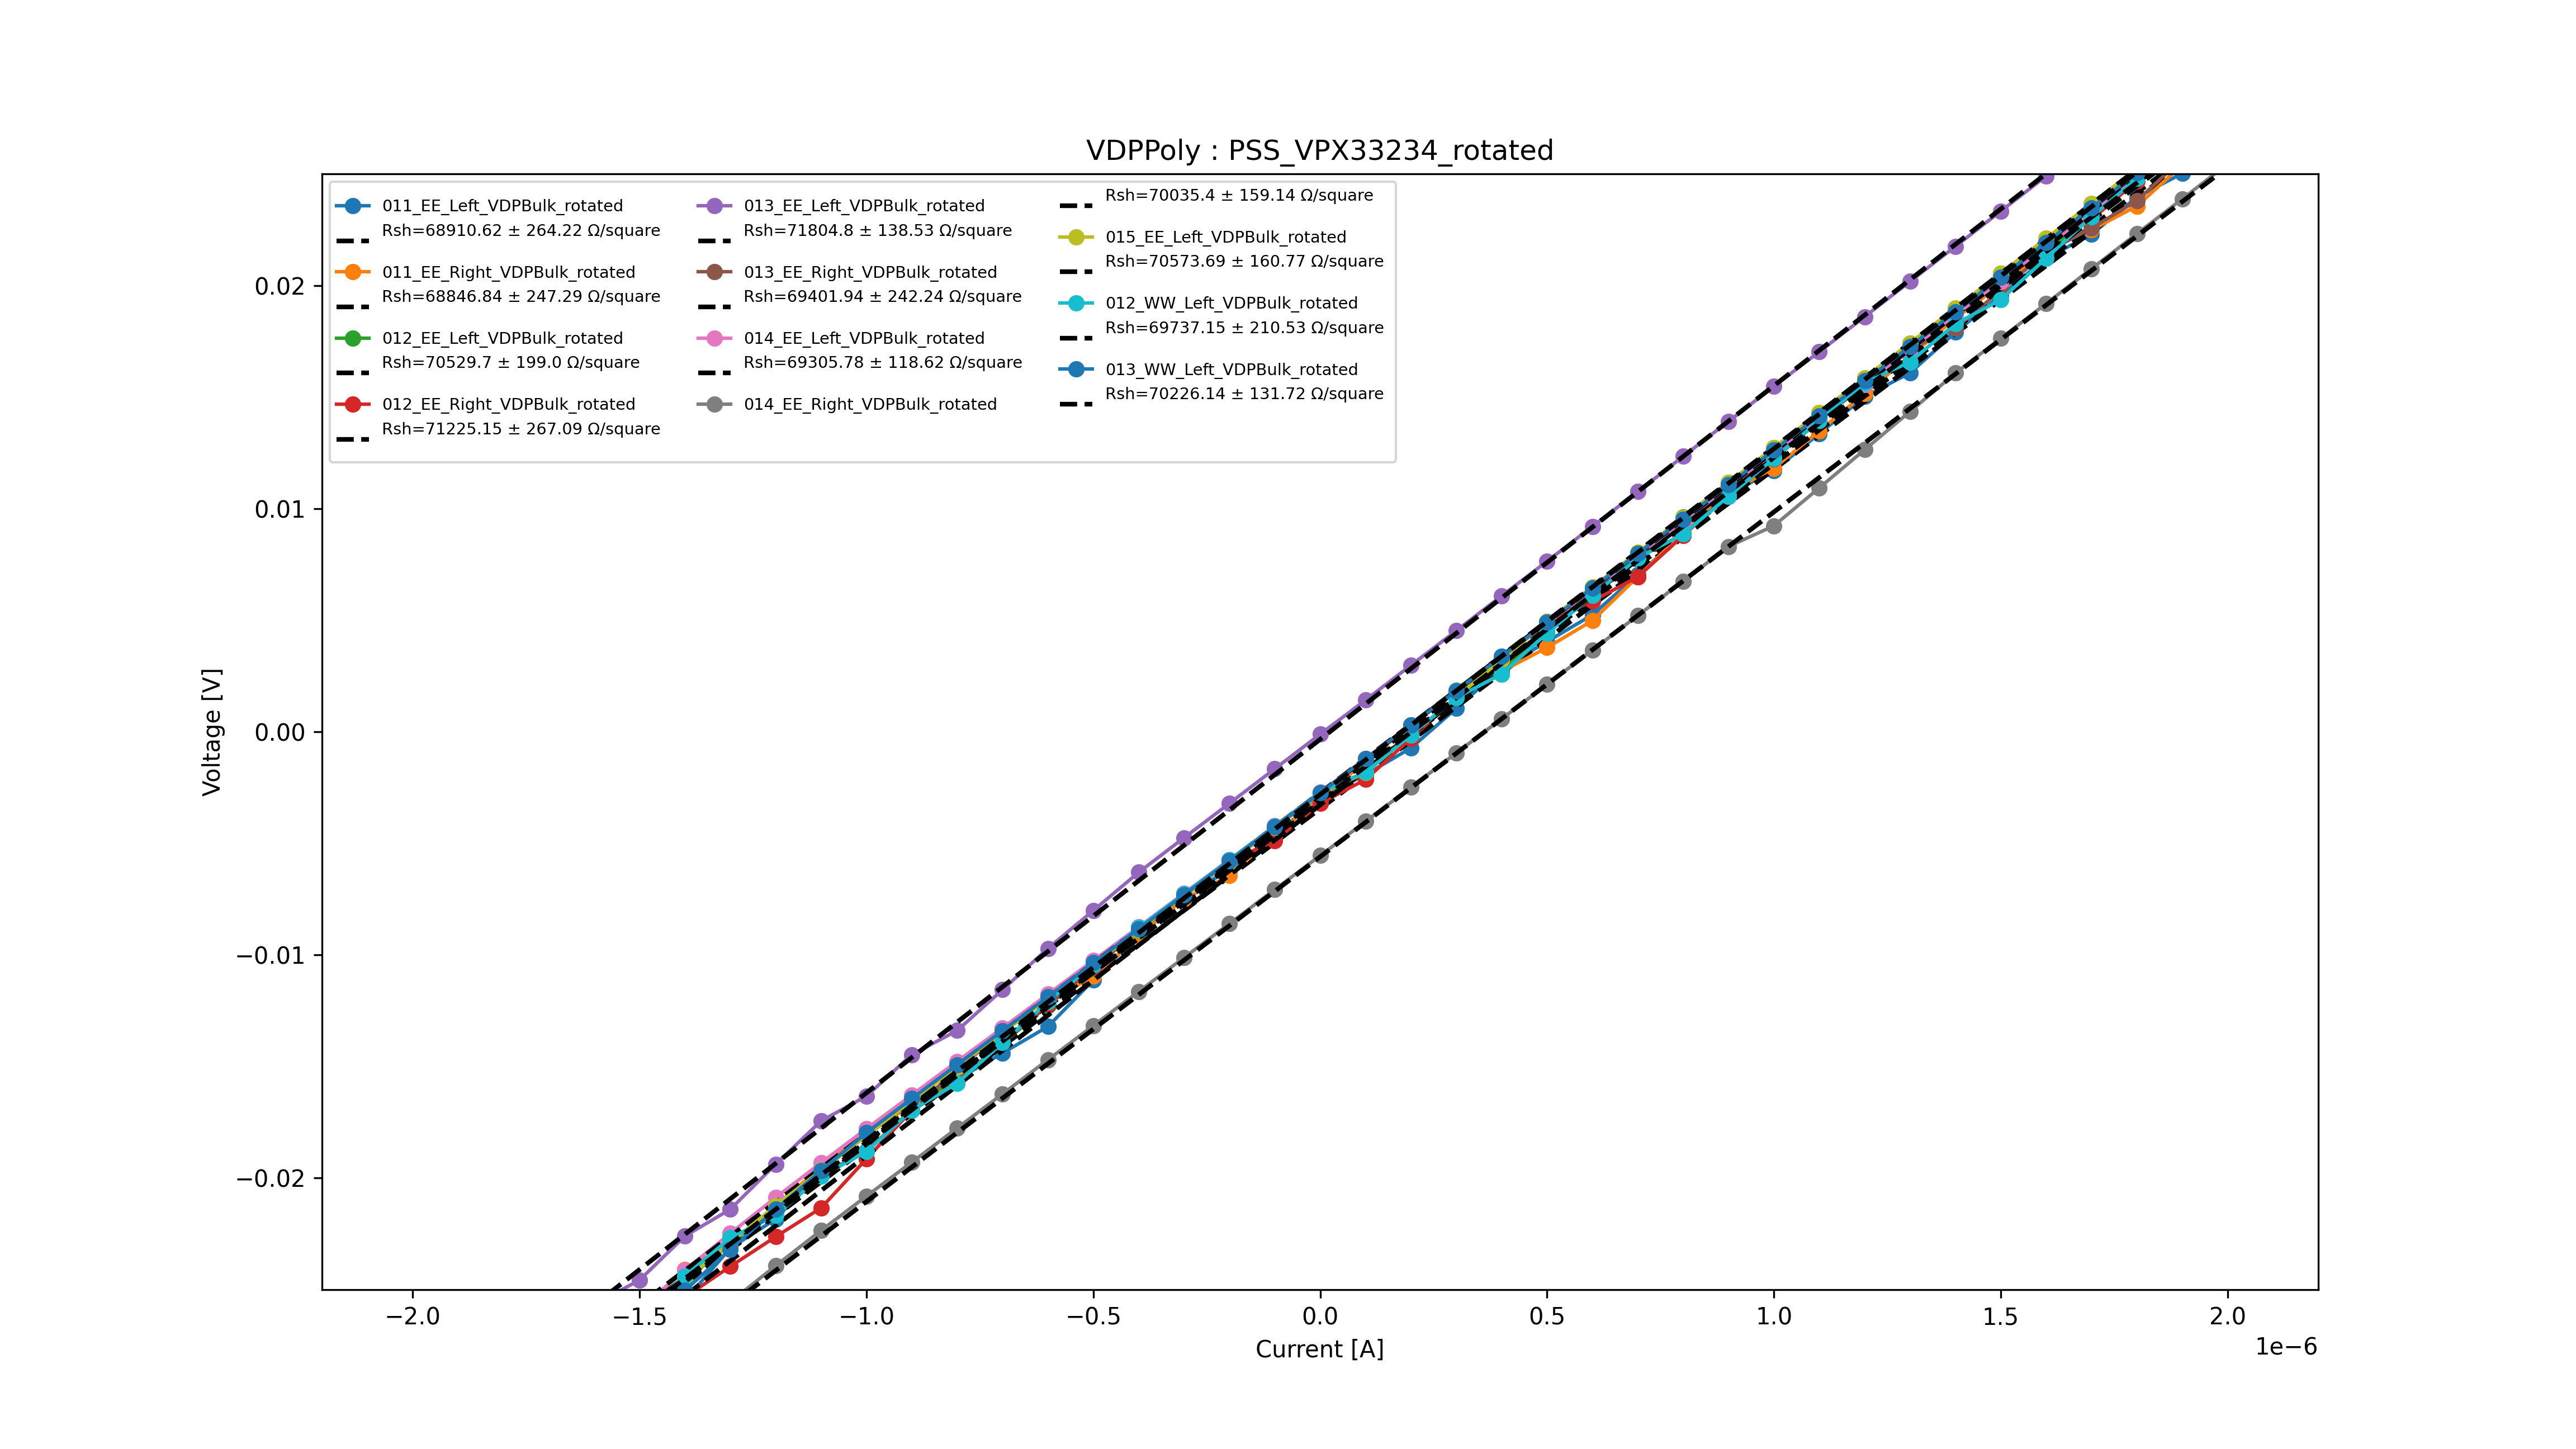 VDPPoly : PSS_VPX33234_rotated
011_EE_Left_VDPBulk_rotated
Rsh=68910.62 ± 264.22 Ω/square
011_EE_Right_VDPBulk_rotated
Rsh=68846.84 ± 247.29 Ω/square
012_EE_Left_VDPBulk_rotated
Rsh=70529.7 ± 199.0 Ω/square
012_EE_Right_VDPBulk_rotated
Rsh=71225.15 ± 267.09 Ω/square
013_EE_Left_VDPBulk_rotated
Rsh=71804.8 ± 138.53 Ω/square
013_EE_Right_VDPBulk_rotated
Rsh=69401.94 ± 242.24 Ω/square
014_EE_Left_VDPBulk_rotated
Rsh=69305.78 ± 118.62 Ω/square
014_EE_Right_VDPBulk_rotated
Rsh=70035.4 ± 159.14 Ω/square
015_EE_Left_VDPBulk_rotated
Rsh=70573.69 ± 160.77 Ω/square
012_WW_Left_VDPBulk_rotated
Rsh=69737.15 ± 210.53 Ω/square
013_WW_Left_VDPBulk_rotated
Rsh=70226.14 ± 131.72 Ω/square
Voltage [V]
0.02
0.01
0.00
−0.01
−0.02
−2.0
−1.5
−1.0
−0.5
0.0
0.5
1.0
1.5
2.0
1e−6
Current [A]